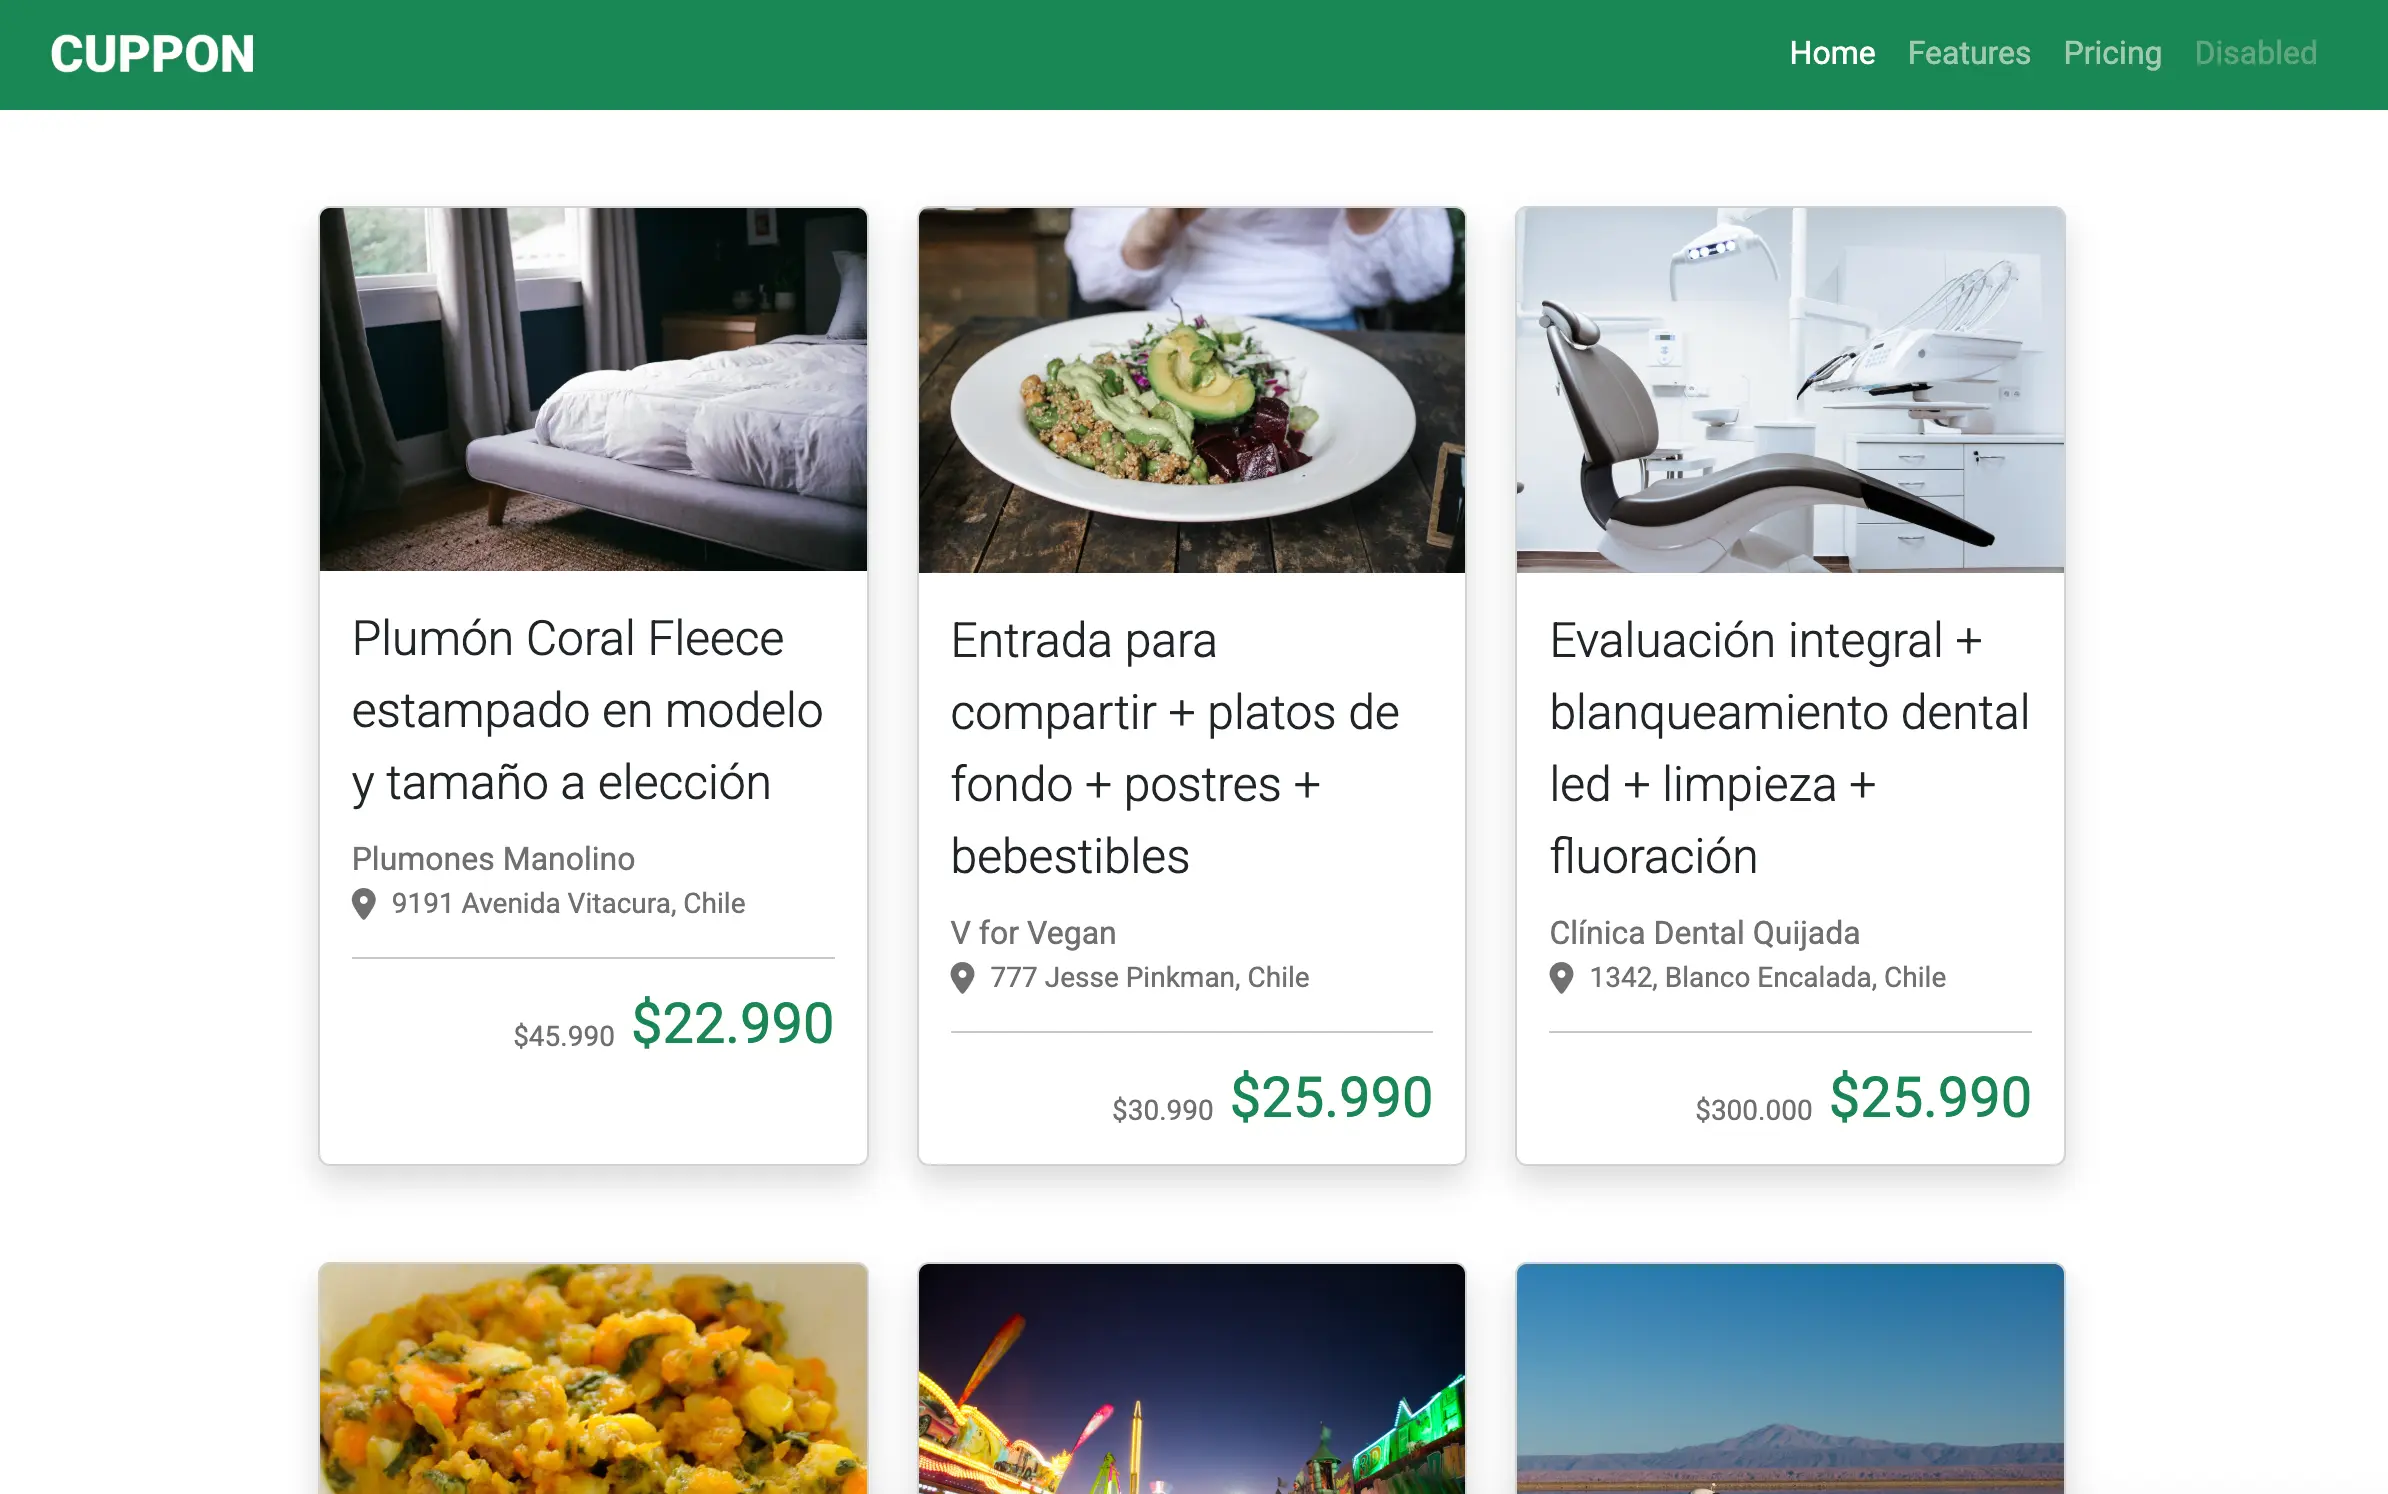 CUPPON
Home Features Pricing Disabled
Plumón Coral Fleece
estampado en modelo
y tamaño a elección
Plumones Manolino
9191 Avenida Vitacura, Chile
$45.990 $22.990
Entrada para
compartir + platos de
fondo + postres +
bebestibles
V for Vegan
777 Jesse Pinkman, Chile
$30.990 $25.990
Evaluación integral +
blanqueamiento dental
led + limpieza +
fluoración
Clínica Dental Quijada
1342, Blanco Encalada, Chile
$300.000 $25.990